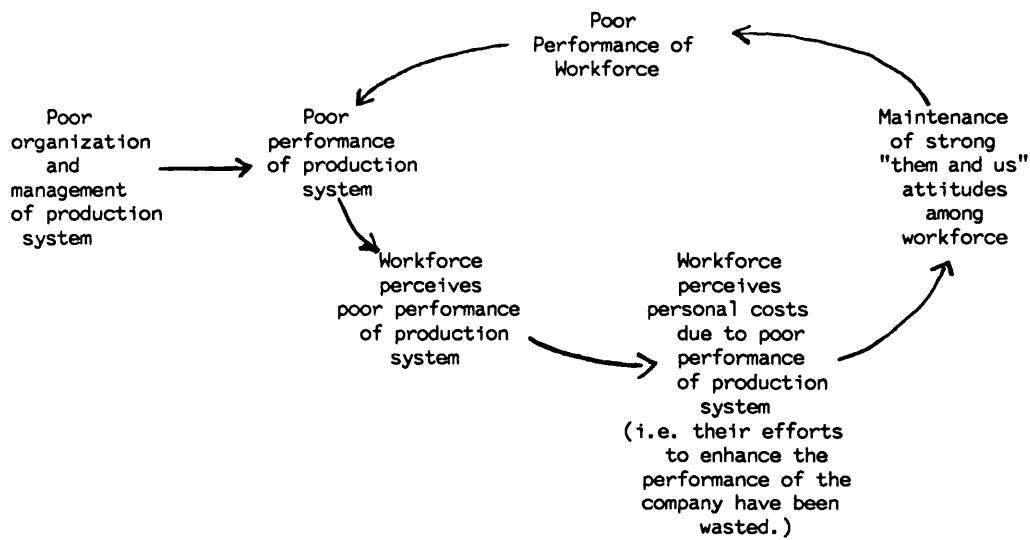 Poor
Performance of
Workforce
Poor
organization
and
management
of production
system
Poor
performance
of production
system
Workforce
perceives
poor performance
of production
system
Workforce
perceives
personal costs
due to poor
performance
of production
system
(i.e. their efforts
to enhance the
performance of the
company have been
wasted.)
Maintenance
of strong
"them and us"
attitudes
among
workforce